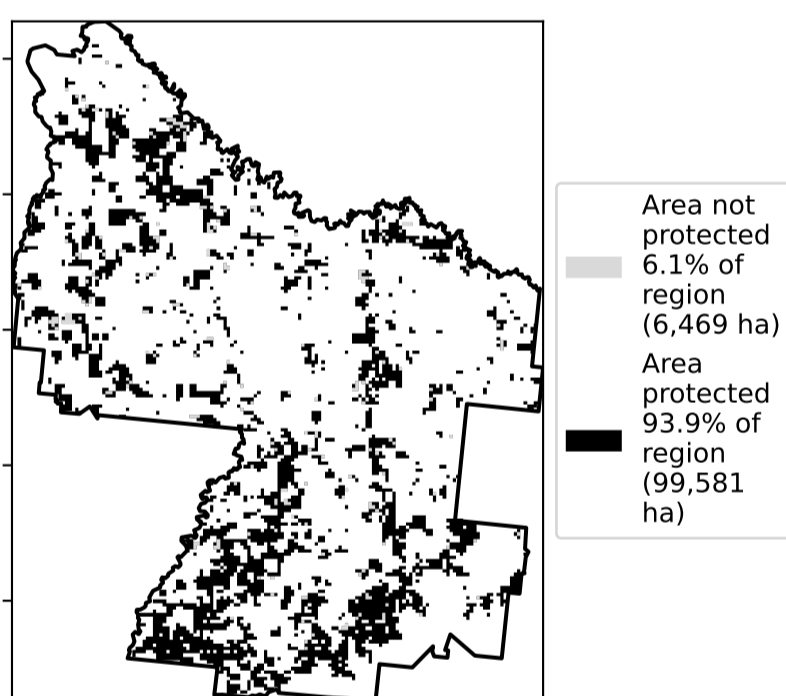 Area not
protected
6.1% of
region
(6,469 ha)
Area
protected
93.9% of
region
(99,581
ha)